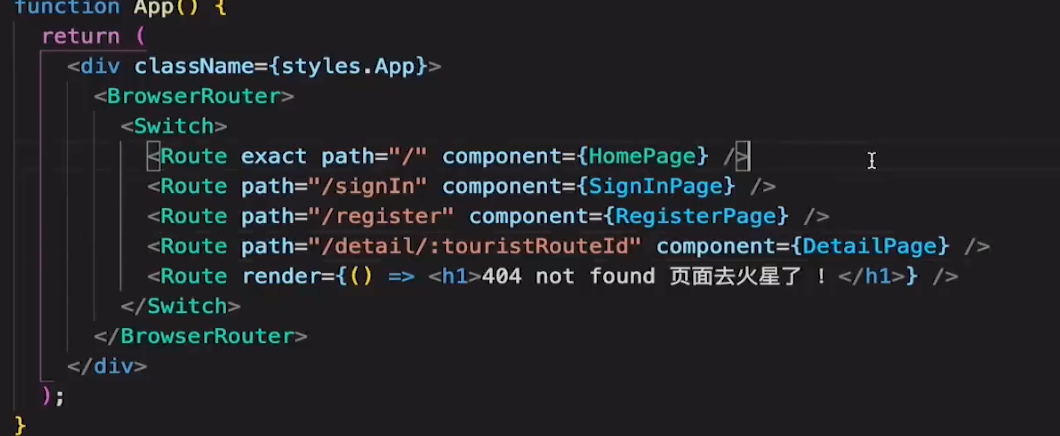 function App() {
return (
<div className={styles.App}>
<BrowserRouter>
<Switch>
<Route exact path="/" component={HomePage} />
<Route path="/signIn" component={SignInPage} />
<Route path="/register" component={RegisterPage} />
<Route path="/detail/:touristRouteId" component={DetailPage} />
<Route render={() => <h1>404 not found 页面去火星了 ！</h1>} />
</Switch>
</BrowserRouter>
</div>
);
}